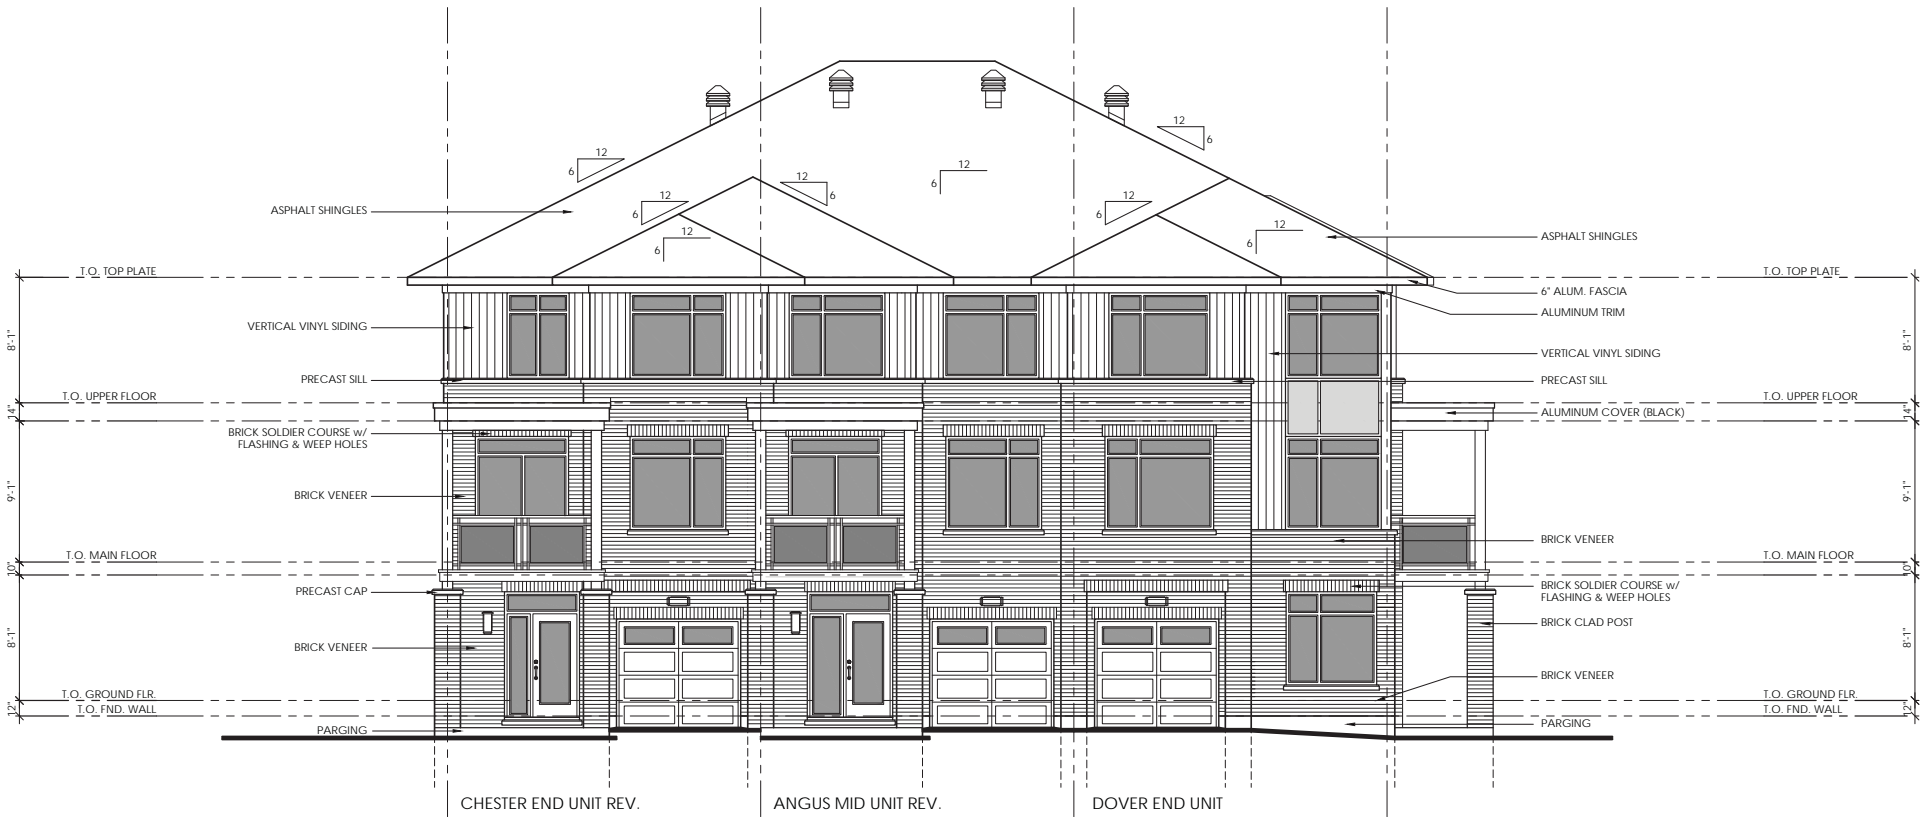 12
6
12
6
12
6
12
6
12
6
12
6
12
6
12
6
ASPHALT SHINGLES
ASPHALT SHINGLES
T.O. TOP PLATE
T.O. TOP PLATE
6" ALUM. FASCIA
ALUMINUM TRIM
VERTICAL VINYL SIDING
8'-1"
8'-1"
VERTICAL VINYL SIDING
PRECAST SILL
PRECAST SILL
T.O. UPPER FLOOR
T.O. UPPER FLOOR
14"
14"
ALUMINUM COVER (BLACK)
BRICK SOLDIER COURSE w/
FLASHING & WEEP HOLES
BRICK VENEER
9'-1"
9'-1"
BRICK VENEER
T.O. MAIN FLOOR
T.O. MAIN FLOOR
10"
10"
PRECAST CAP
BRICK SOLDIER COURSE w/
FLASHING & WEEP HOLES
BRICK CLAD POST
8'-1"
8'-1"
BRICK VENEER
BRICK VENEER
T.O. GROUND FLR.
T.O. GROUND FLR.
12"
12"
T.O. FND. WALL
T.O. FND. WALL
PARGING
PARGING
CHESTER END UNIT REV.
ANGUS MID UNIT REV.
DOVER END UNIT